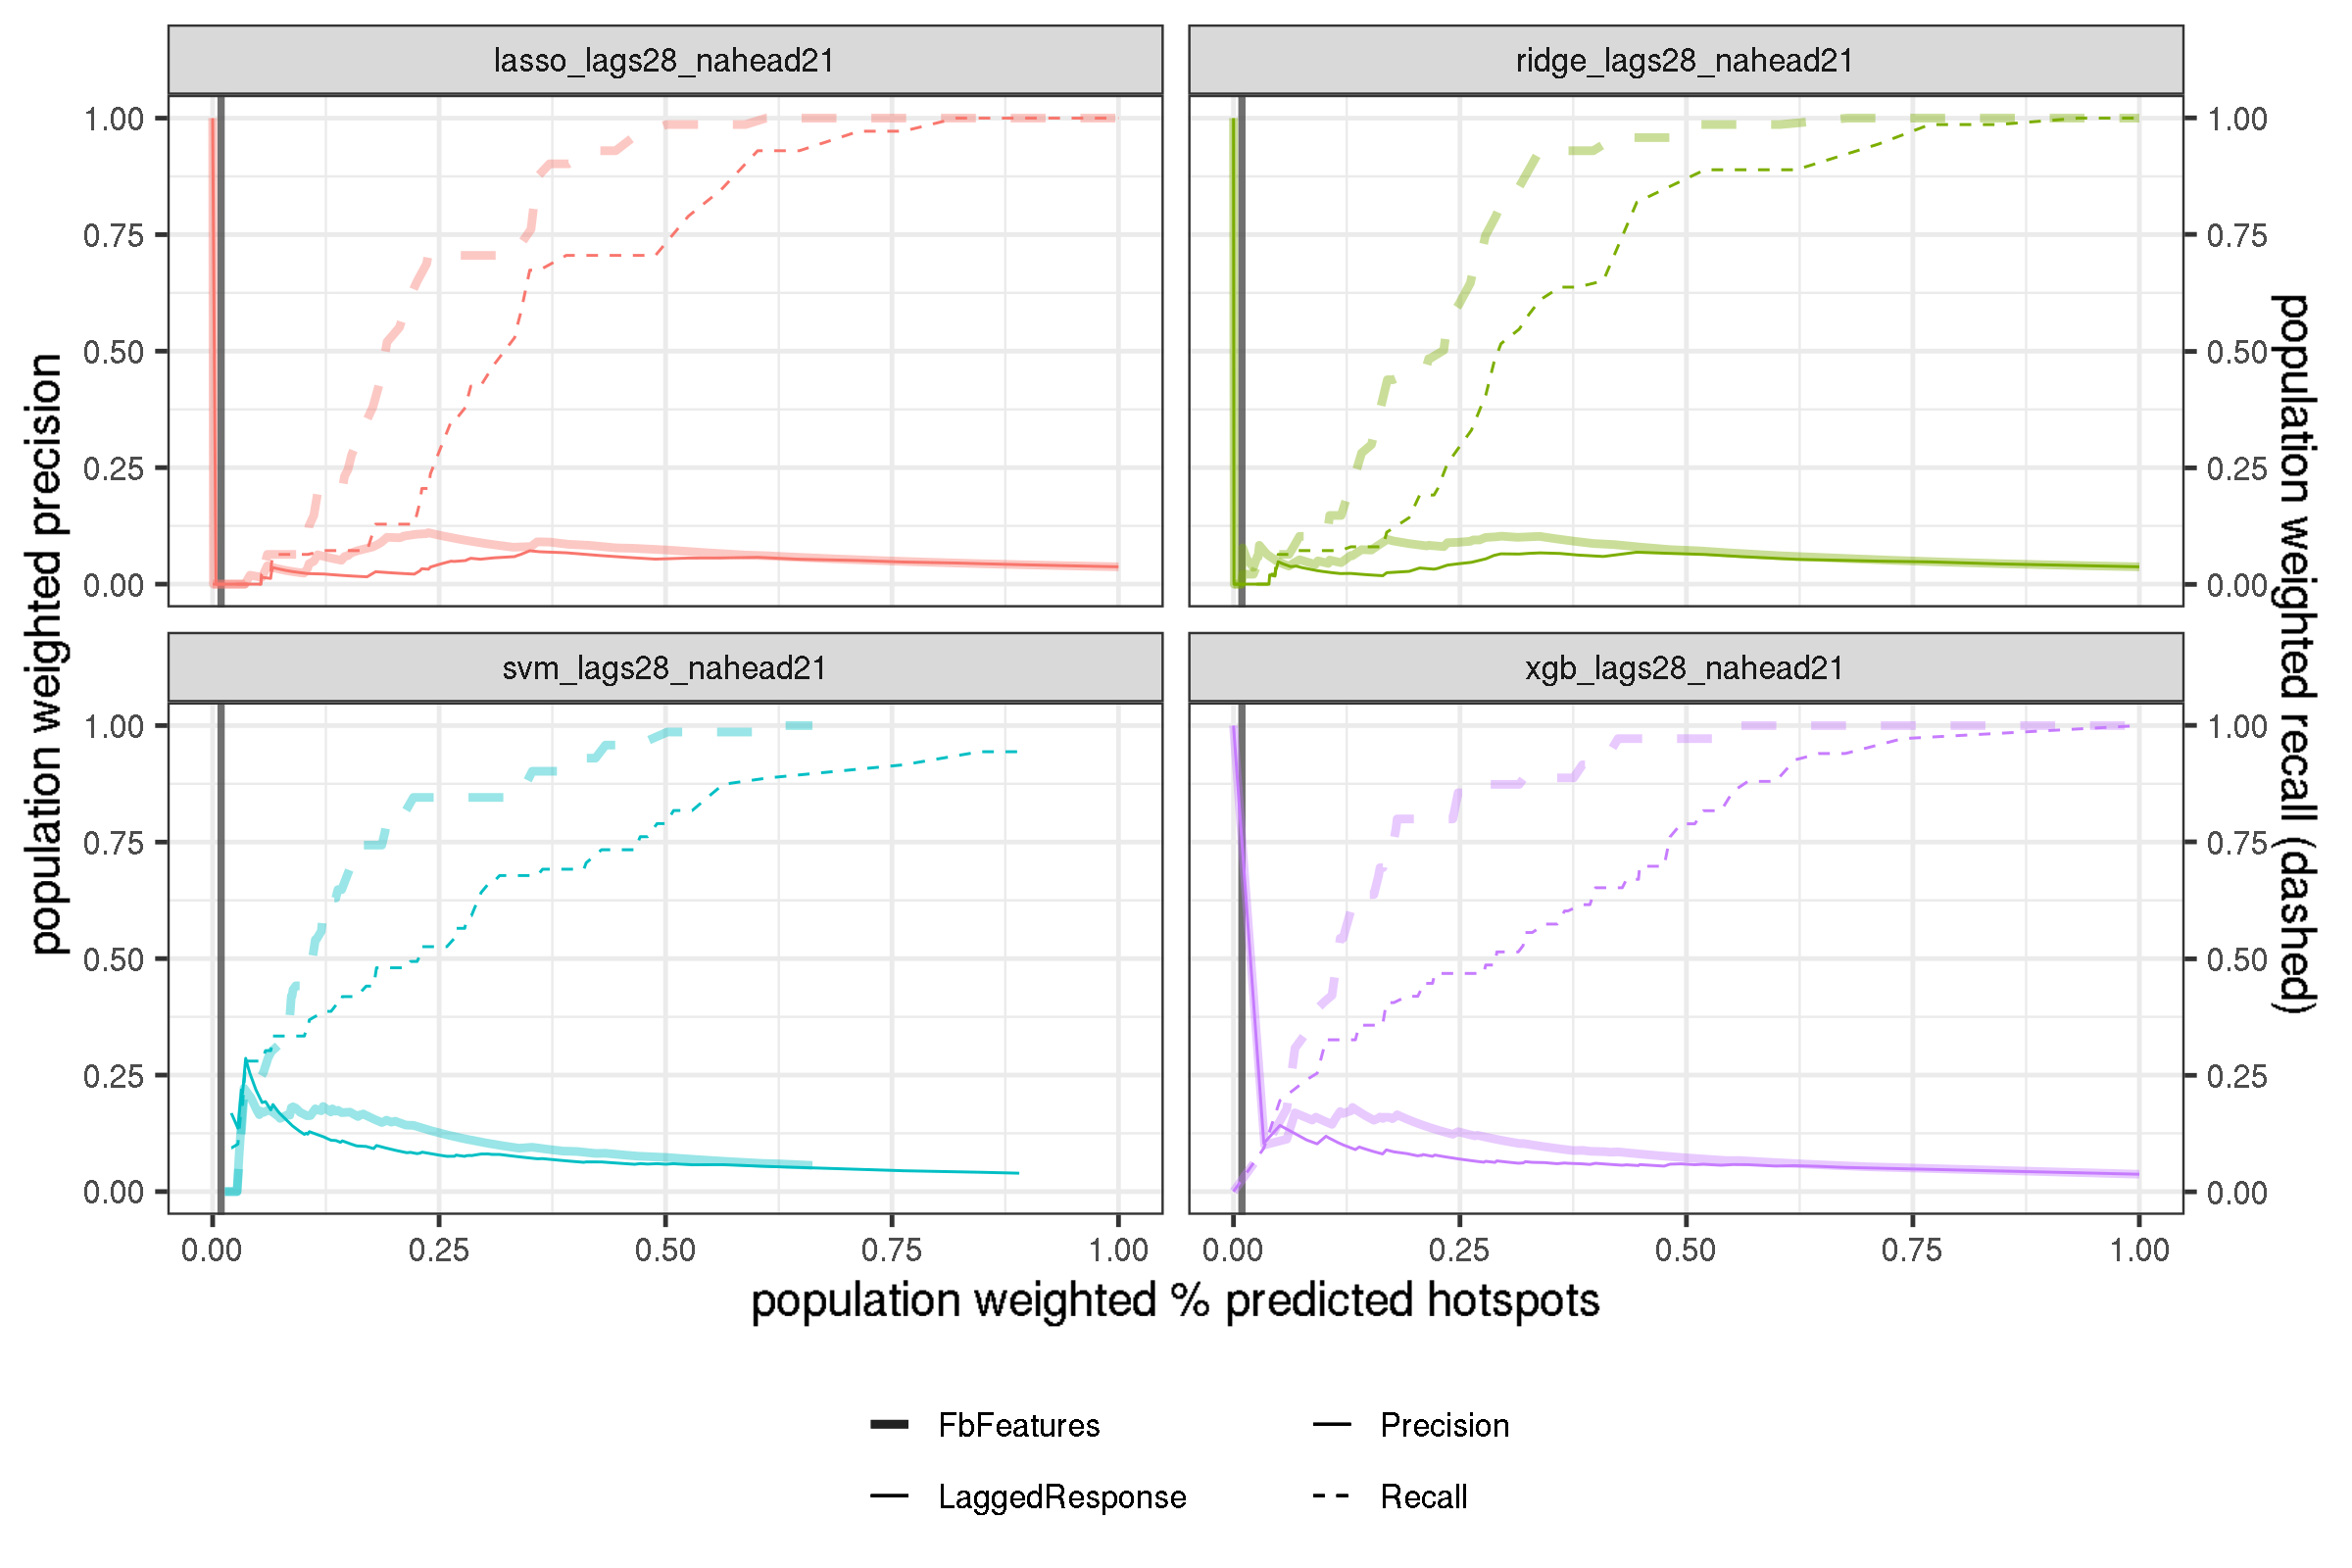 lasso_lags28_nahead21
ridge_lags28_nahead21
1.00
0.75
0.50
0.25
0.00
1.00
0.75
0.50
0.25
0.00
svm_lags28_nahead21
xgb_lags28_nahead21
1.00
0.75
0.50
0.25
0.00
1.00
0.75
0.50
0.25
0.00
0.00 0.25 0.50 0.75 1.00
0.00 0.25 0.50 0.75 1.00
population weighted precision
population weighted recall (dashed)
population weighted % predicted hotspots
FbFeatures
Precision
LaggedResponse
Recall